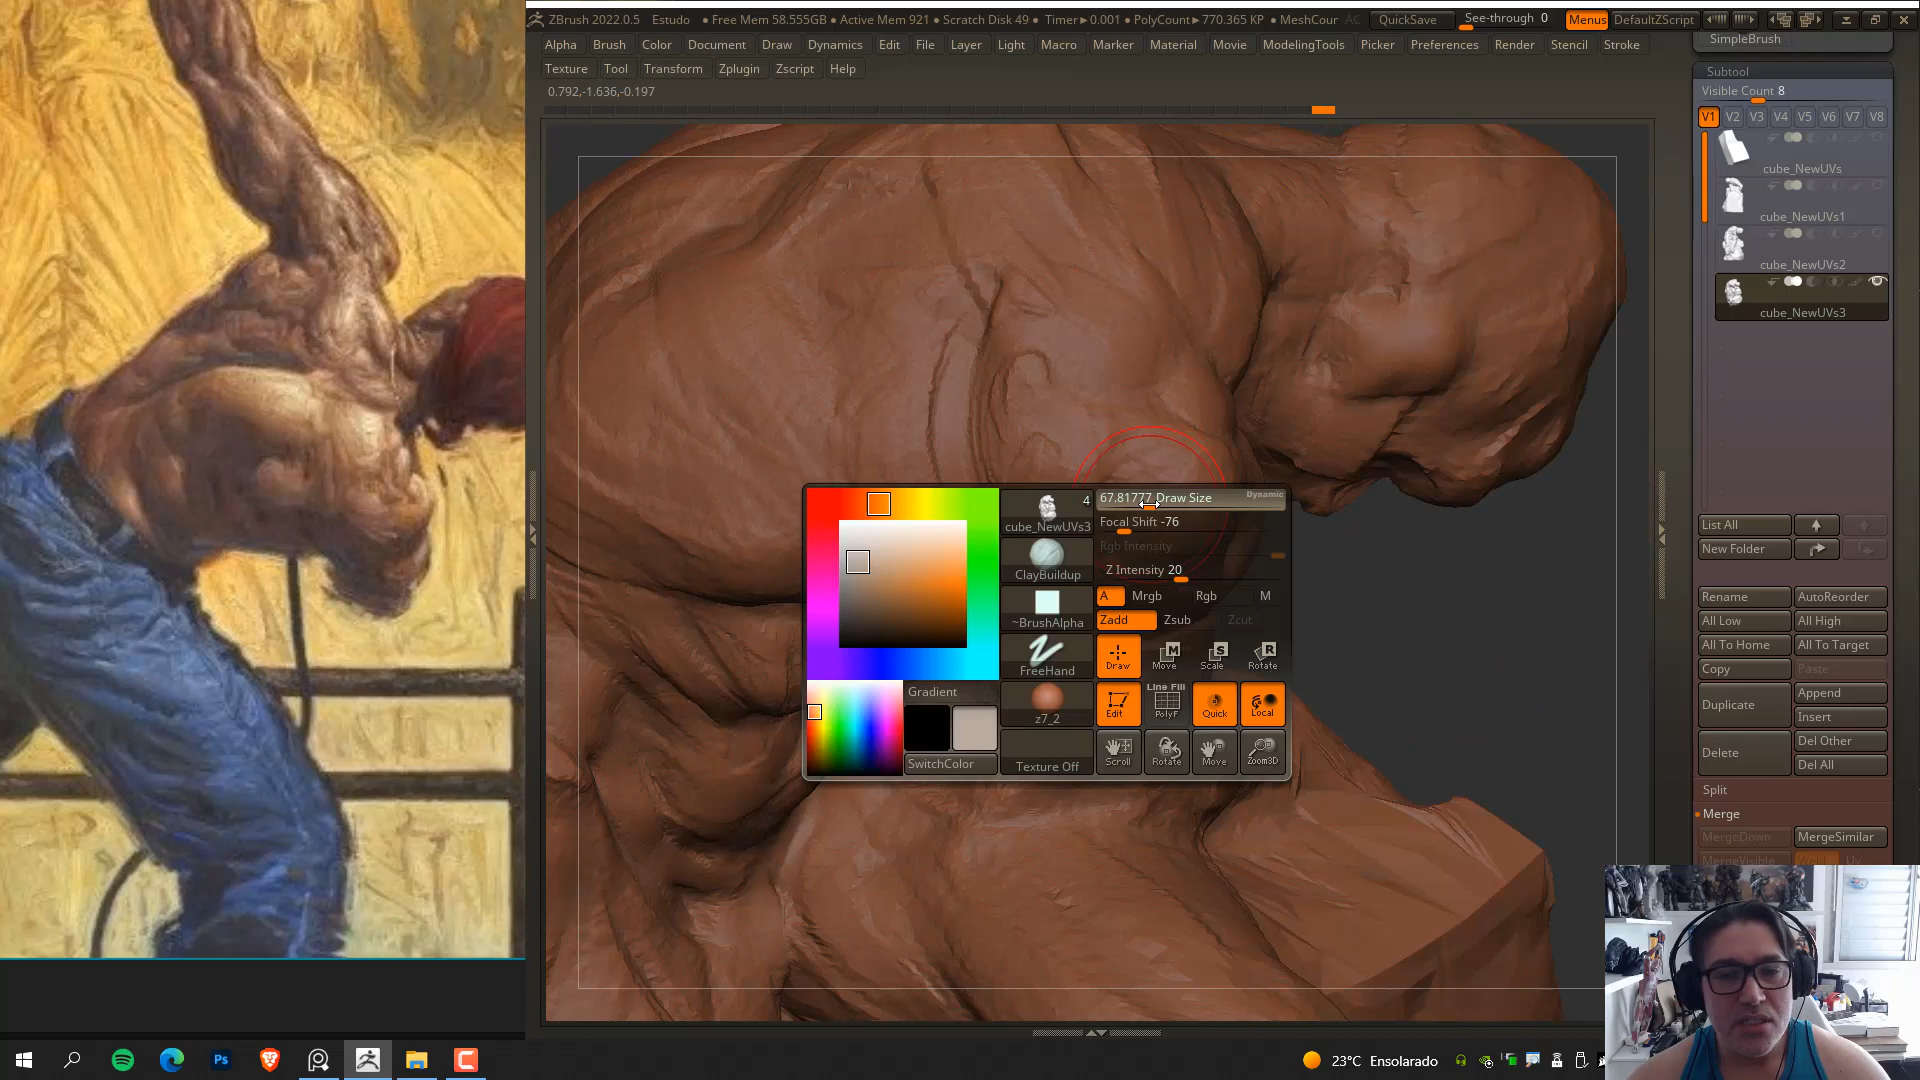 ZBrush 2022.0.5 Estudo • Free Mem 58.555GB • Active Mem 921 • Scratch Disk 49 • Timer▸0.001 • PolyCount▸770.365 KP • MeshCour AC QuickSave See-through 0 Menus DefaultZScript
Alpha Brush Color Document Draw Dynamics Edit File Layer Light Macro Marker Material Movie ModelingTools Picker Preferences Render Stencil Stroke
Texture Tool Transform Zplugin Zscript Help
0.792,-1.636,-0.197
SimpleBrush
Subtool
Visible Count 8
V1 V2 V3 V4 V5 V6 V7 V8
cube_NewUVs
cube_NewUVs1
cube_NewUVs2
cube_NewUVs3
List All
New Folder
Rename AutoReorder
All Low All High
All To Home All To Target
Copy Paste
Duplicate Append
Insert
Delete Del Other
Del All
Split
Merge
MergeDown MergeSimilar
MergeVisible Uv
4
cube_NewUVs3
ClayBuildup
~BrushAlpha
FreeHand
z7_2
Texture Off
Gradient
SwitchColor
67.81777 Draw Size Dynamic
Focal Shift -76
Rgb Intensity
Z Intensity 20
A Mrgb Rgb M
Zadd Zsub Zcut
Draw Move Scale Rotate
Line Fill
Edit PolyF Quick Local
Scroll Rotate Move Zoom3D
Ps
23°C Ensolarado